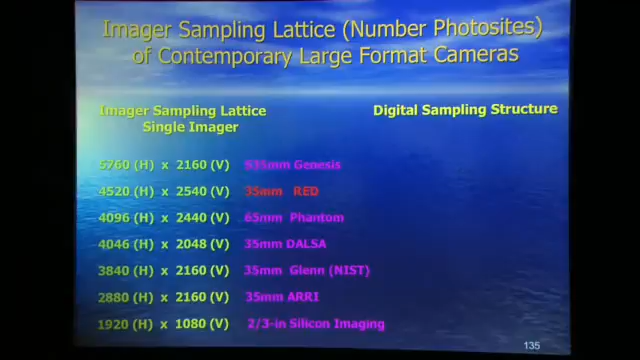 Imager Sampling Lattice (Number Photosites)
of Contemporary Large Format Cameras
Imager Sampling Lattice
Single Imager
Digital Sampling Structure
5760 (H) x 2160 (V) 35mm Genesis
4520 (H) x 2540 (V) 35mm RED
4096 (H) x 2440 (V) 65mm Phantom
4046 (H) x 2048 (V) 35mm DALSA
3840 (H) x 2160 (V) 35mm Glenn (NIST)
2880 (H) x 2160 (V) 35mm ARRI
1920 (H) x 1080 (V) 2/3-in Silicon Imaging
135